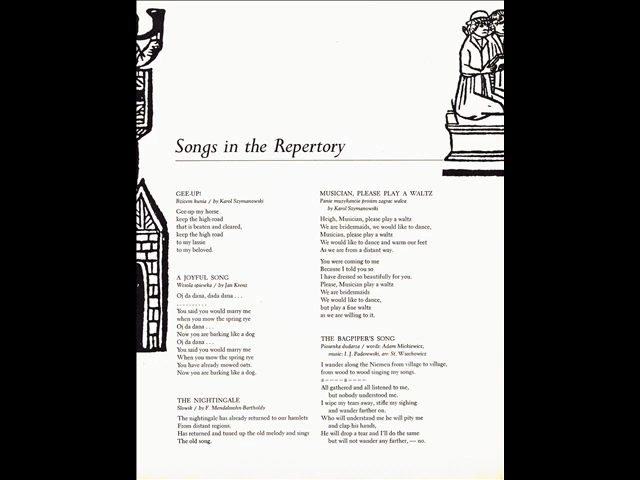 Songs in the Repertory
GEE-UP!
Bzicem kunia / by Karol Szymanowski
Gee-up my horse
keep the high road
that is beaten and cleared,
keep the high road
to my lassie
to my beloved.
A JOYFUL SONG
Wesola spiewka / by Jan Krenz
Oj da dana, dada dana . . .
. . . . . . . . . .
You said you would marry me
when you mow the spring rye
Oj da dana . . .
Now you are barking like a dog
Oj da dana . . .
You said you would marry me
When you mow the spring rye
You have already mowed oats.
Now you are barking like a dog.
THE NIGHTINGALE
Slowik / by F. Mendelssohn-Bartholdy
The nightingale has already returned to our hamlets
From distant regions.
Has returned and tuned up the old melody and sings
The old song.
MUSICIAN, PLEASE PLAY A WALTZ
Panie muzykancie prosim zagrac walca
by Karol Szymanowski
Heigh, Musician, please play a waltz
We are bridesmaids, we would like to dance,
Musician, please play a waltz
We would like to dance and warm our feet
As we are from a distant way.
You were coming to me
Because I told you so
I have dressed so beautifully for you.
Please, Musician play a waltz
We are bridesmaids
We would like to dance,
but play a fine waltz
as we are willing to it.
THE BAGPIPER'S SONG
Piosenka dudarza / words: Adam Mickiewicz,
music: I. J. Paderewski, arr: St. Wiechowicz
I wander along the Niemen from village to village,
from wood to wood singing my songs.
a – – – – a – – – –
All gathered and all listened to me,
but nobody understood me.
I wipe my tears away, stifle my sighing
and wander farther on.
Who will understand me he will pity me
and clap his hands,
He will drop a tear and I'll do the same
but will not wander any farther, — no.